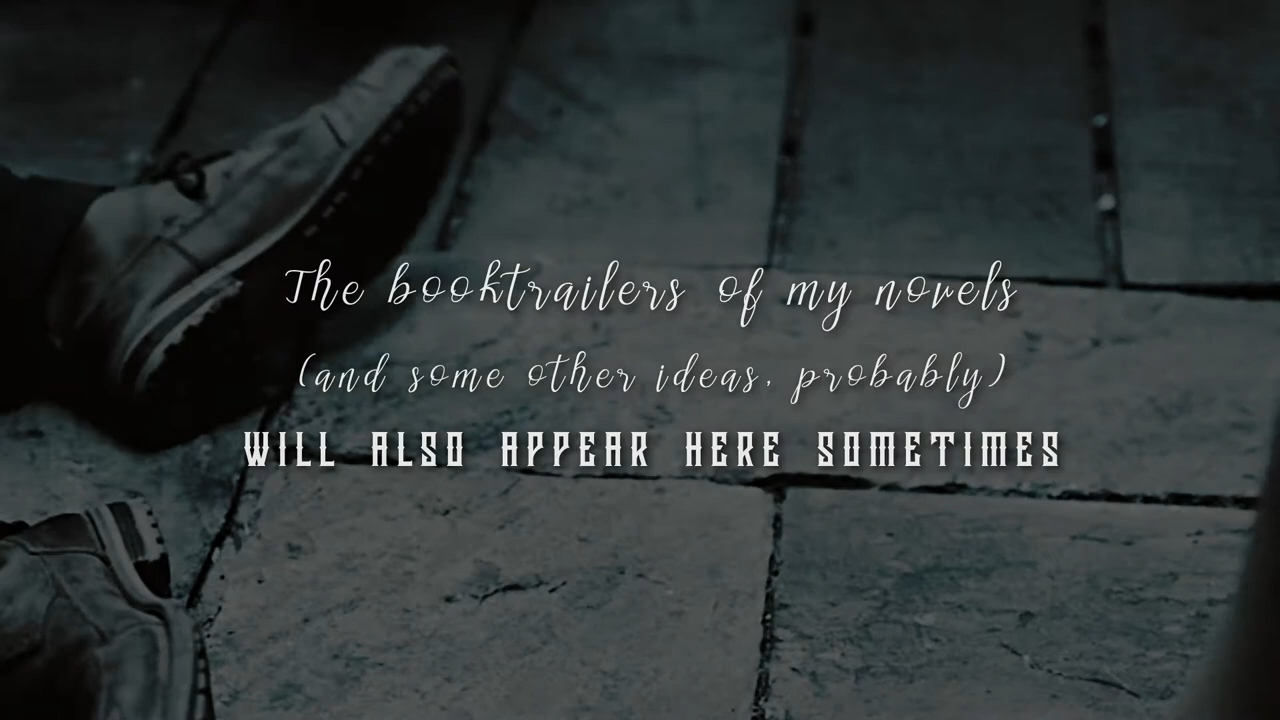 The booktrailers of my novels
(and some other ideas, probably)
WILL ALSO APPEAR HERE SOMETIMES